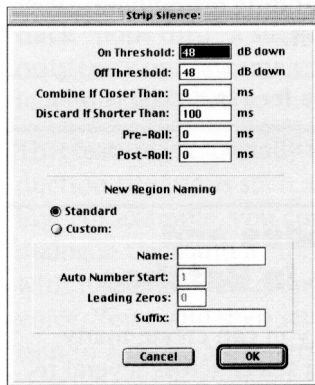 Strip Silence:
On Threshold: 48 dB down
Off Threshold: 48 dB down
Combine If Closer Than: 0 ms
Discard If Shorter Than: 100 ms
Pre-Roll: 0 ms
Post-Roll: 0 ms
New Region Naming
Standard
Custom:
Name:
Auto Number Start: 1
Leading Zeros: 0
Suffix:
Cancel OK